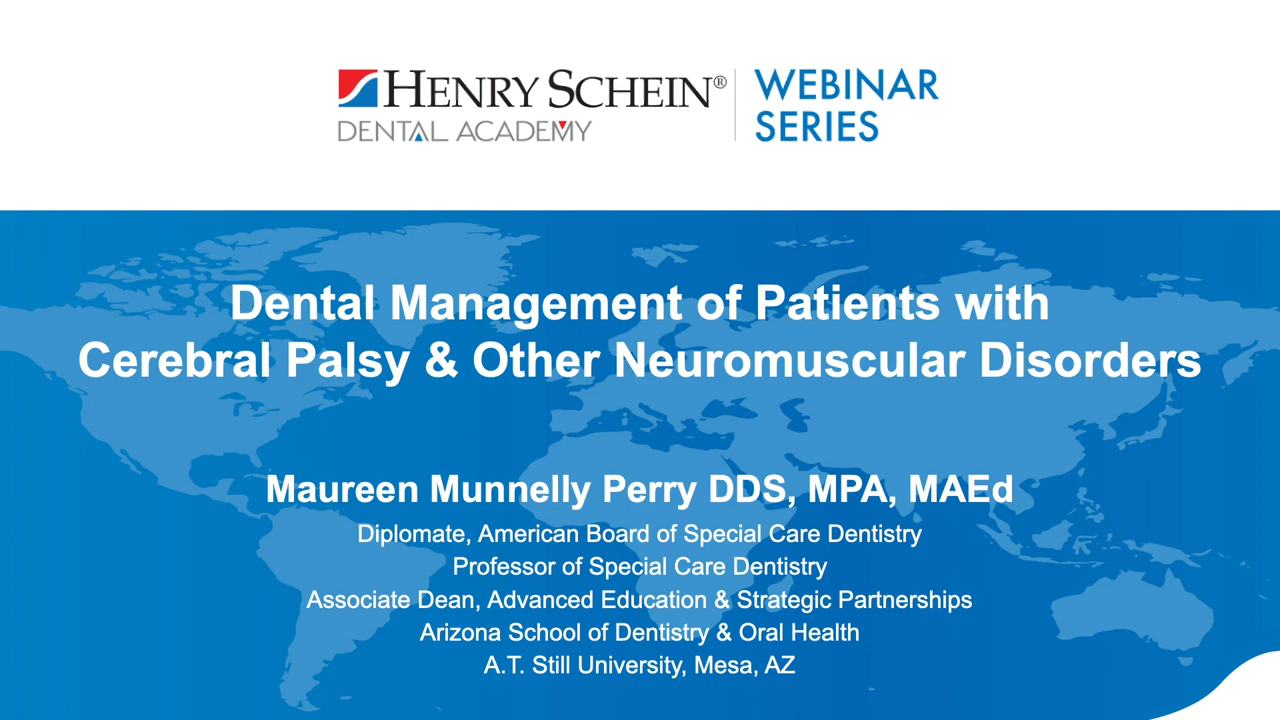 HENRY SCHEIN®
DENTAL ACADEMY
WEBINAR
SERIES
Dental Management of Patients with
Cerebral Palsy & Other Neuromuscular Disorders
Maureen Munnelly Perry DDS, MPA, MAEd
Diplomate, American Board of Special Care Dentistry
Professor of Special Care Dentistry
Associate Dean, Advanced Education & Strategic Partnerships
Arizona School of Dentistry & Oral Health
A.T. Still University, Mesa, AZ